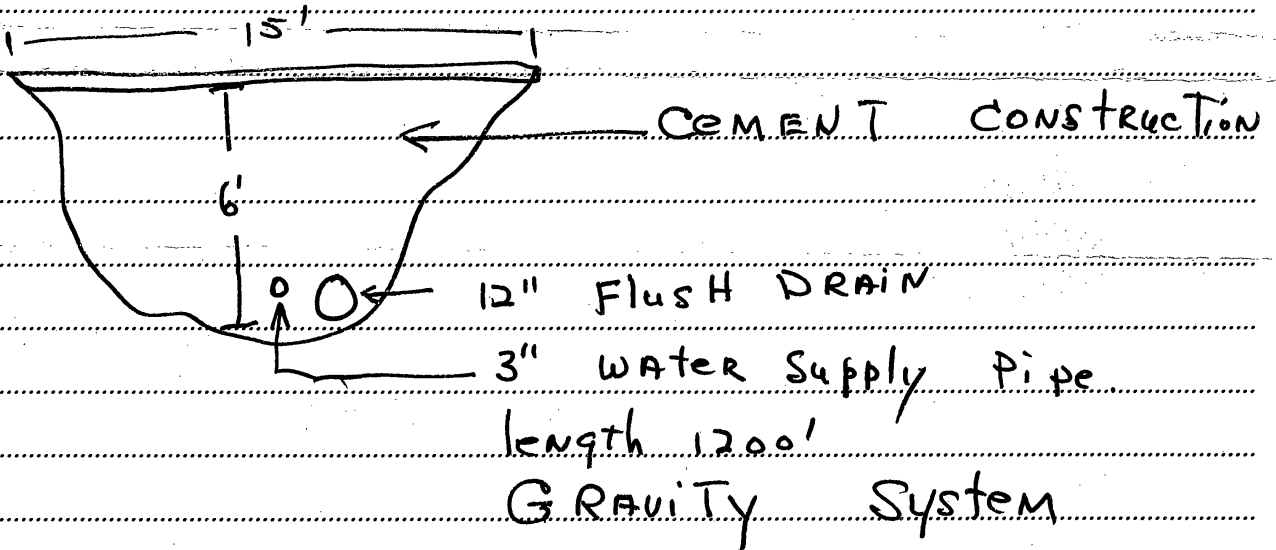 15'
CEMENT CONSTRUCTION
6'
12" Flush DRAIN
3" WATER Supply Pipe.
length 1200'
GRAVITY System